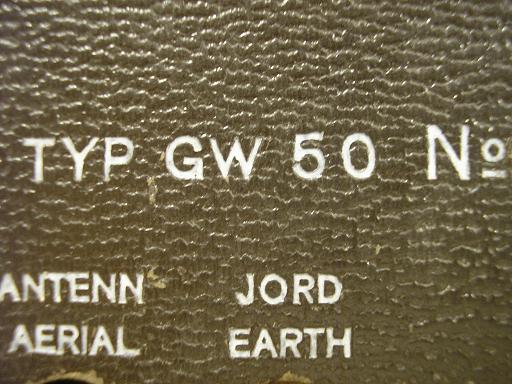 TYP GW 50 Nº
ANTENN JORD
AERIAL EARTH